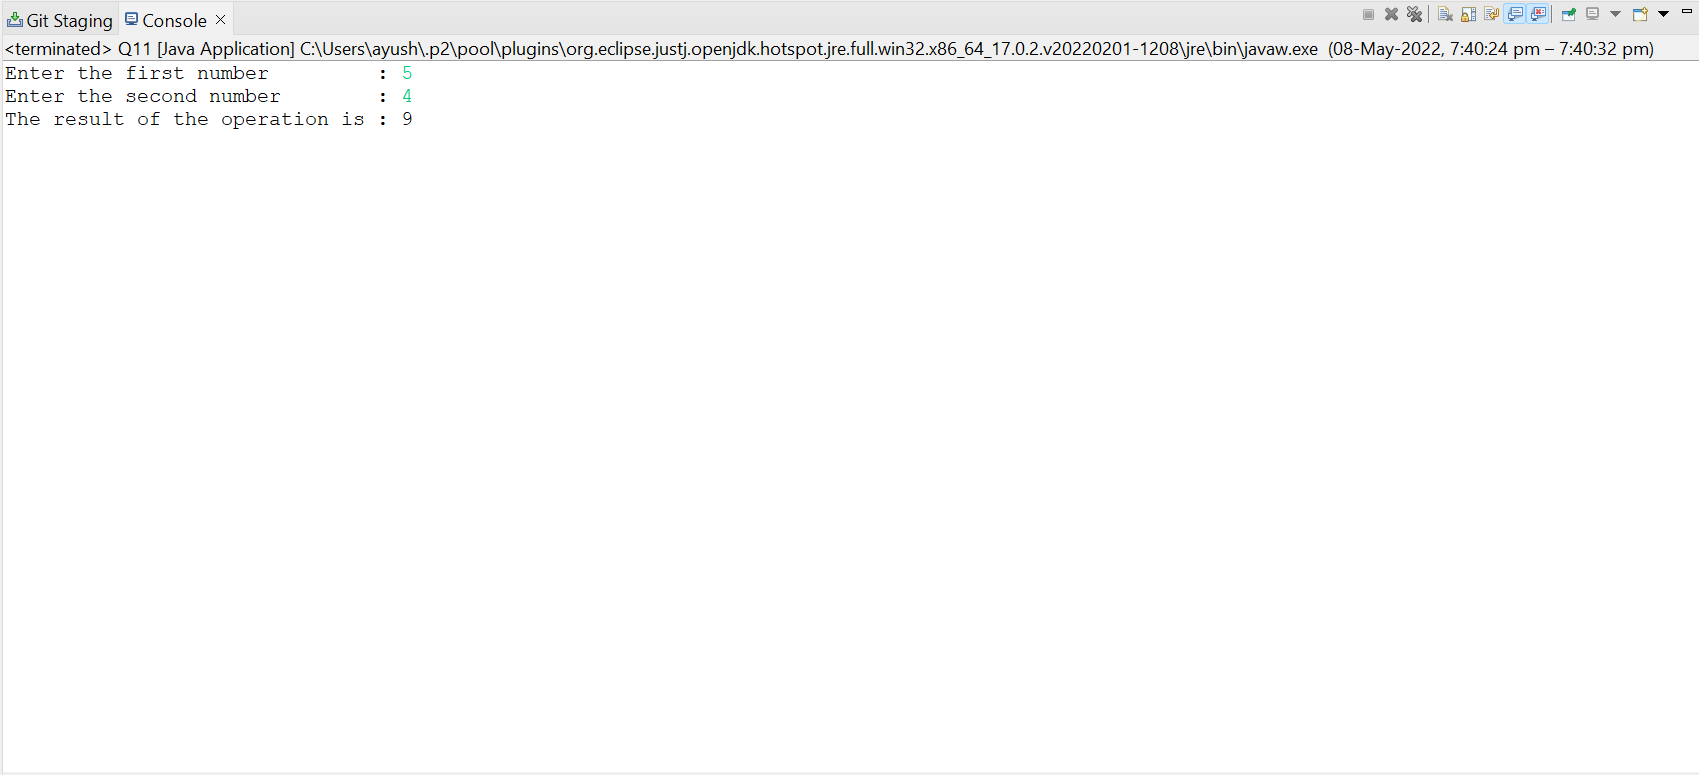 Git Staging Console
<terminated> Q11 [Java Application] C:\Users\ayush\.p2\pool\plugins\org.eclipse.justj.openjdk.hotspot.jre.full.win32.x86_64_17.0.2.v20220201-1208\jre\bin\javaw.exe (08-May-2022, 7:40:24 pm – 7:40:32 pm)
Enter the first number         : 5
Enter the second number        : 4
The result of the operation is : 9